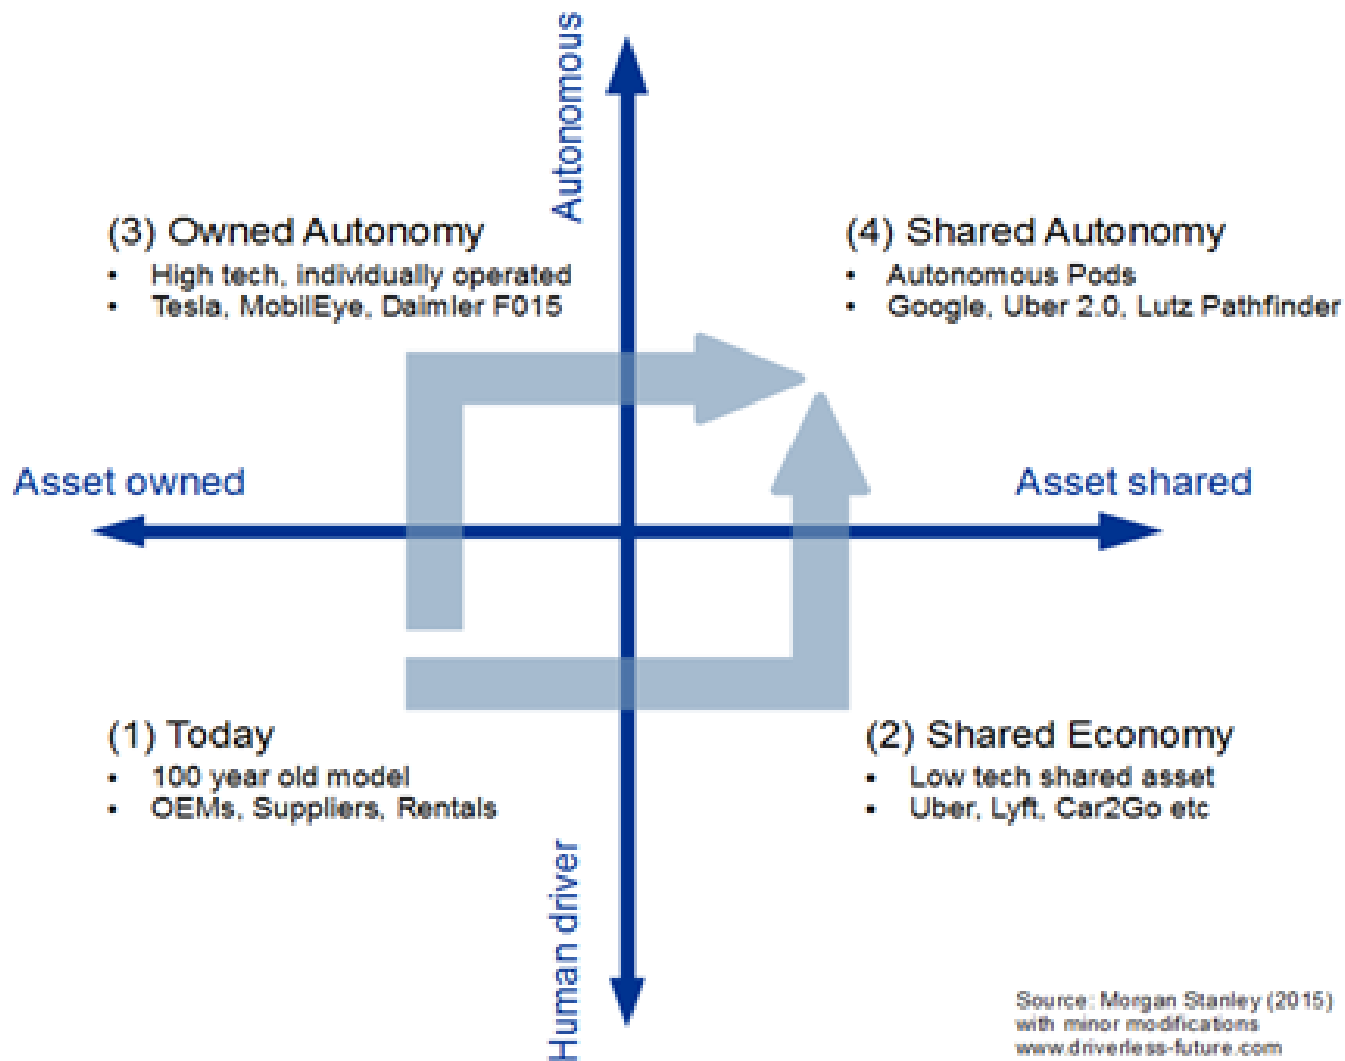 Autonomous
(3) Owned Autonomy
• High tech, individually operated
• Tesla, MobilEye, Daimler F015
(4) Shared Autonomy
• Autonomous Pods
• Google, Uber 2.0, Lutz Pathfinder
Asset owned
Asset shared
(1) Today
• 100 year old model
• OEMs, Suppliers, Rentals
(2) Shared Economy
• Low tech shared asset
• Uber, Lyft, Car2Go etc
Human driver
Source: Morgan Stanley (2015)
with minor modifications
www.driverless-future.com